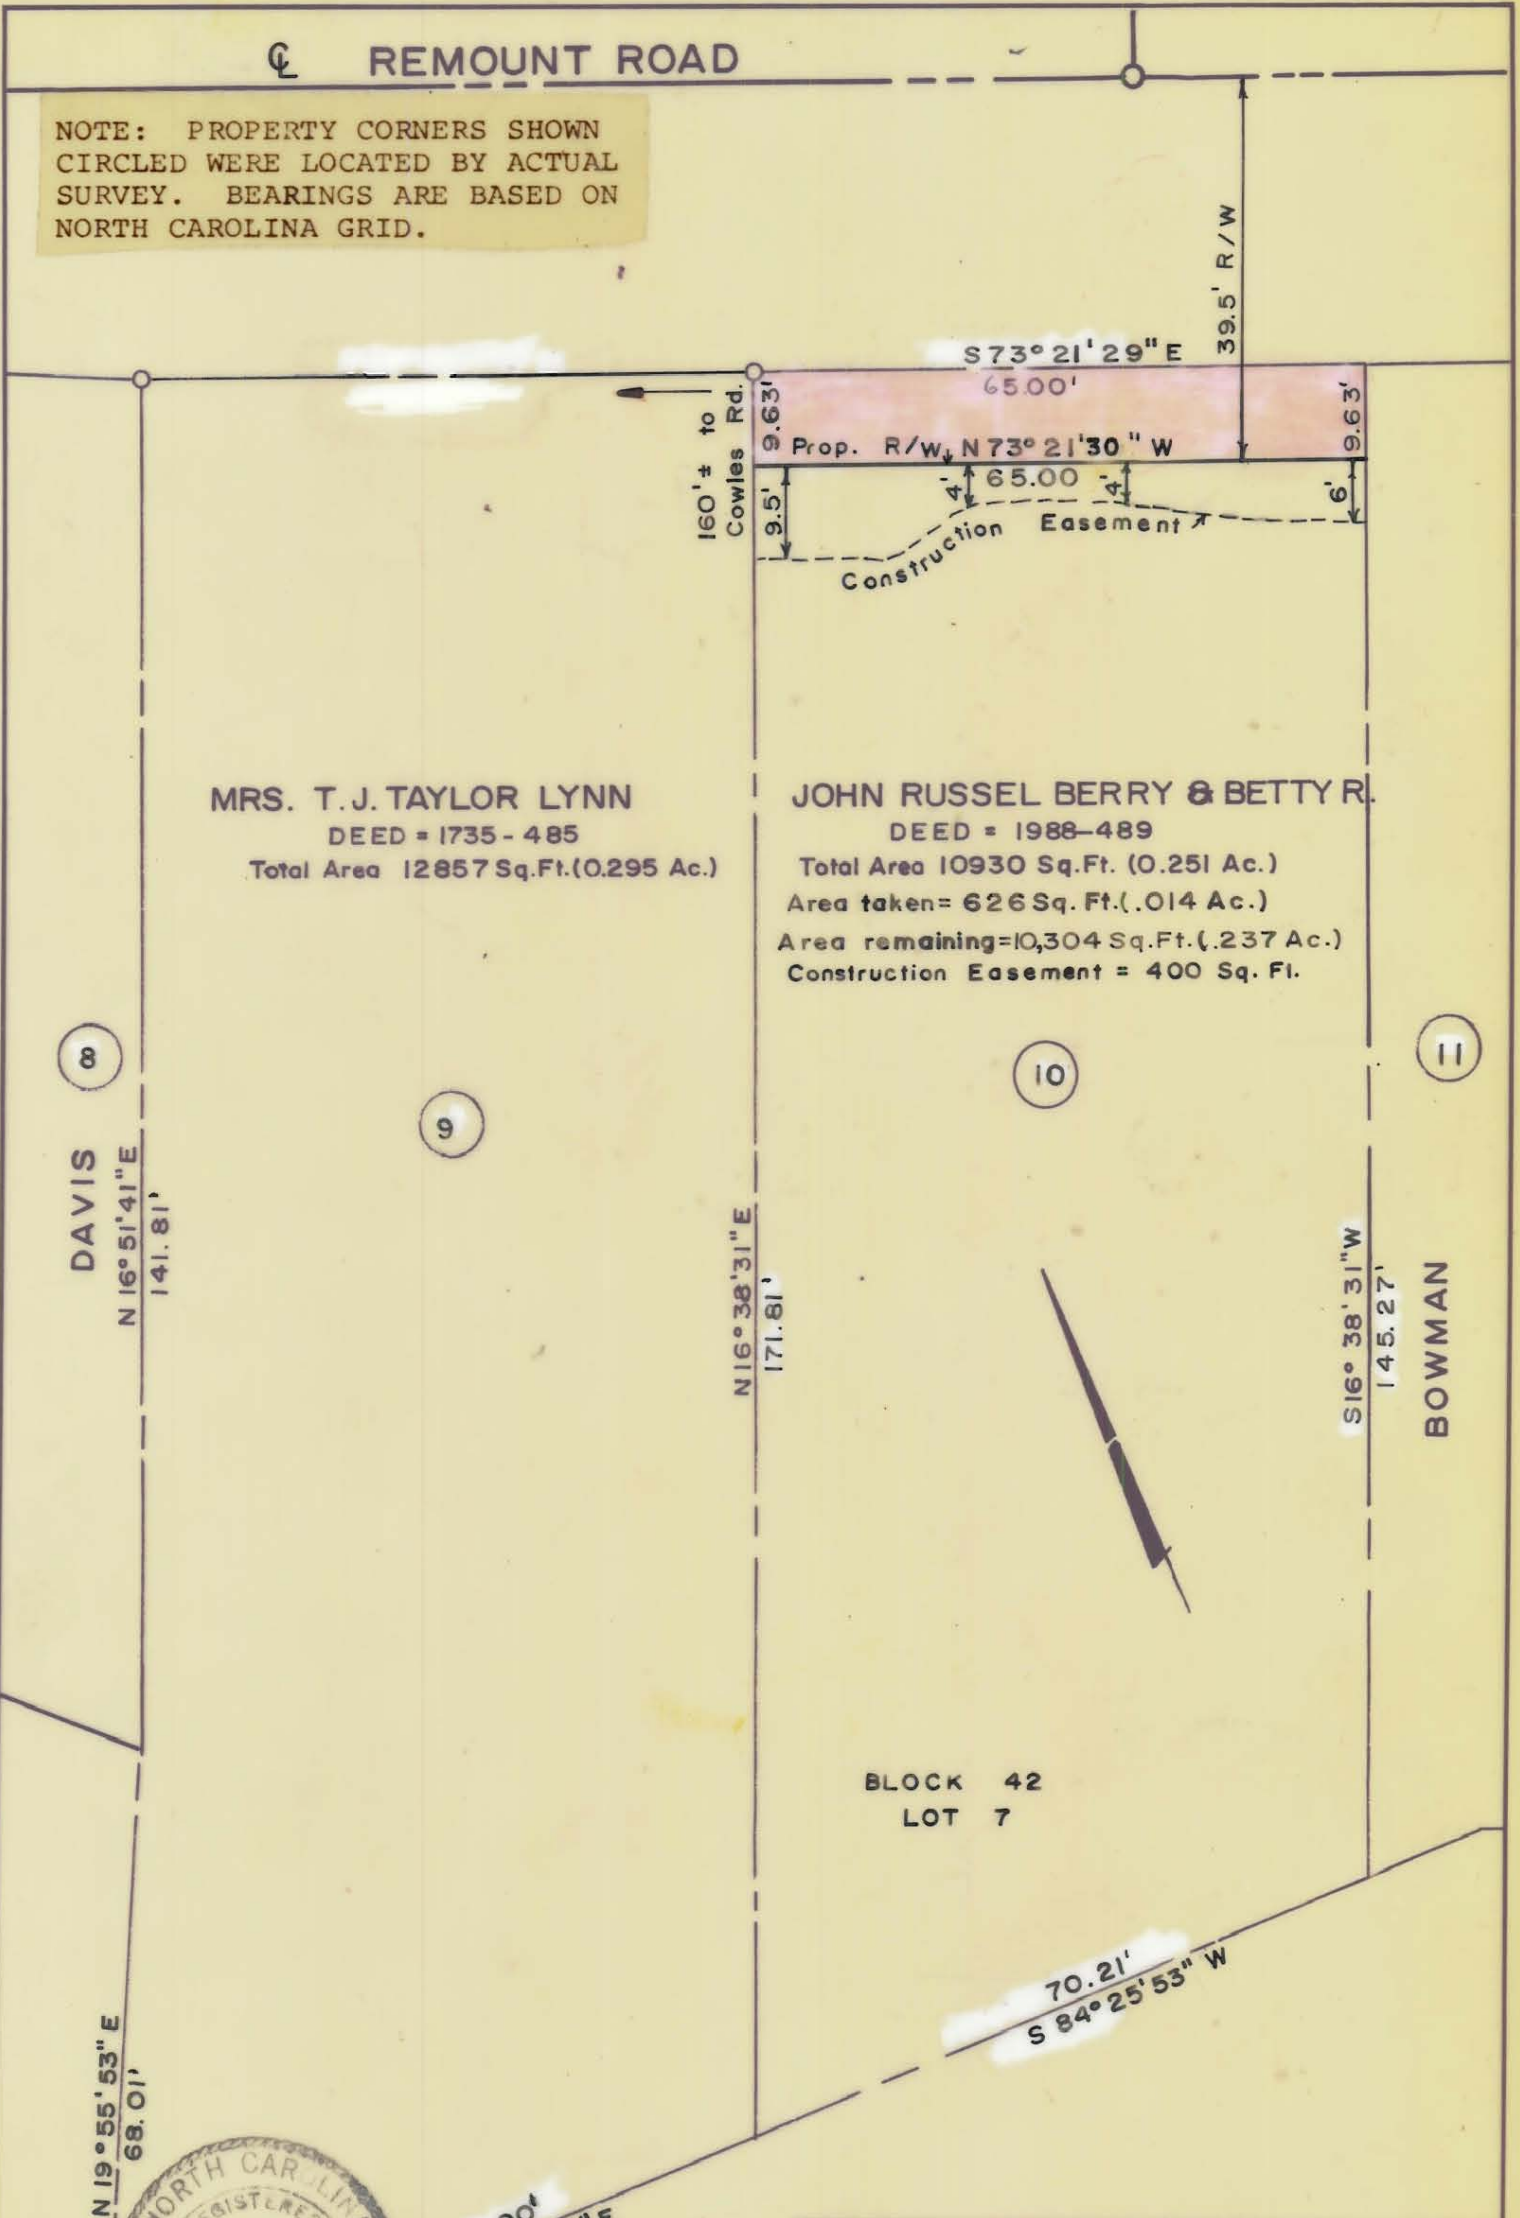 ℄ REMOUNT ROAD
NOTE: PROPERTY CORNERS SHOWN
CIRCLED WERE LOCATED BY ACTUAL
SURVEY. BEARINGS ARE BASED ON
NORTH CAROLINA GRID.
39.5' R/W
S 73° 21' 29" E
65.00'
160'± to
Cowles Rd.
9.63'
9.63'
Prop. R/W N 73° 21' 30" W
65.00
9.5'
4'
4'
6'
Construction Easement
MRS. T. J. TAYLOR LYNN
DEED = 1735 - 485
Total Area 12857 Sq.Ft.(0.295 Ac.)
JOHN RUSSEL BERRY & BETTY R.
DEED = 1988-489
Total Area 10930 Sq.Ft. (0.251 Ac.)
Area taken= 626 Sq. Ft.(.014 Ac.)
Area remaining=10,304 Sq.Ft.(.237 Ac.)
Construction Easement = 400 Sq. Ft.
8
9
10
11
DAVIS
N 16° 51' 41" E
141.81'
N 16° 38' 31" E
171.81'
S 16° 38' 31" W
145.27'
BOWMAN
BLOCK 42
LOT 7
70.21'
S 84° 25' 53" W
N 19° 55' 53" E
68.01'
NORTH CAROLINA